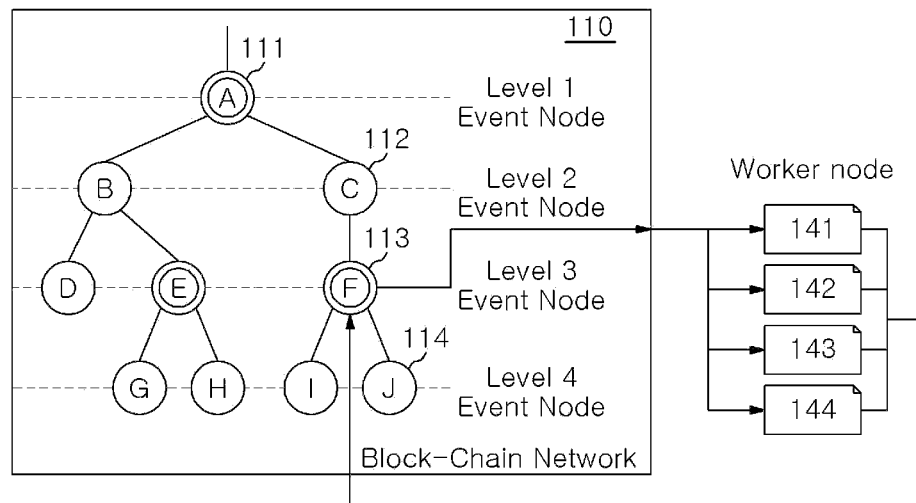 110
111
A
Level 1
Event Node
112
B
C
Level 2
Event Node
Worker node
113
141
D
E
F
Level 3
Event Node
142
114
143
G
H
I
J
Level 4
Event Node
144
Block-Chain Network